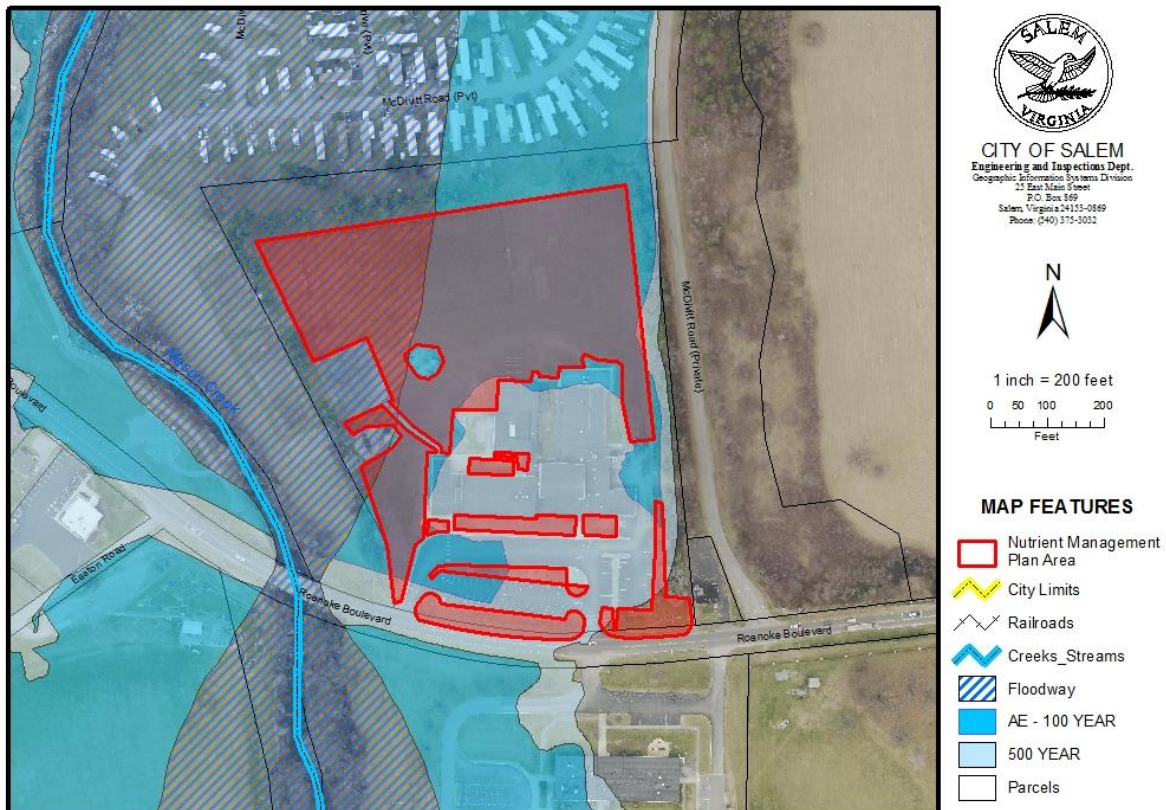 McDivitt Road (Pvt)
Mason Creek
McDivitt Road (Private)
Boulevard
Easton Road
Roanoke Boulevard
Roanoke Boulevard
SALEM
VIRGINIA
CITY OF SALEM
Engineering and Inspections Dept.
Geographic Information Systems Division
25 East Main Street
P.O. Box 869
Salem, Virginia 24153-0869
Phone: (540) 375-3032
N
1 inch = 200 feet
0 50 100 200
Feet
MAP FEATURES
Nutrient Management
Plan Area
City Limits
Railroads
Creeks_Streams
Floodway
AE - 100 YEAR
500 YEAR
Parcels